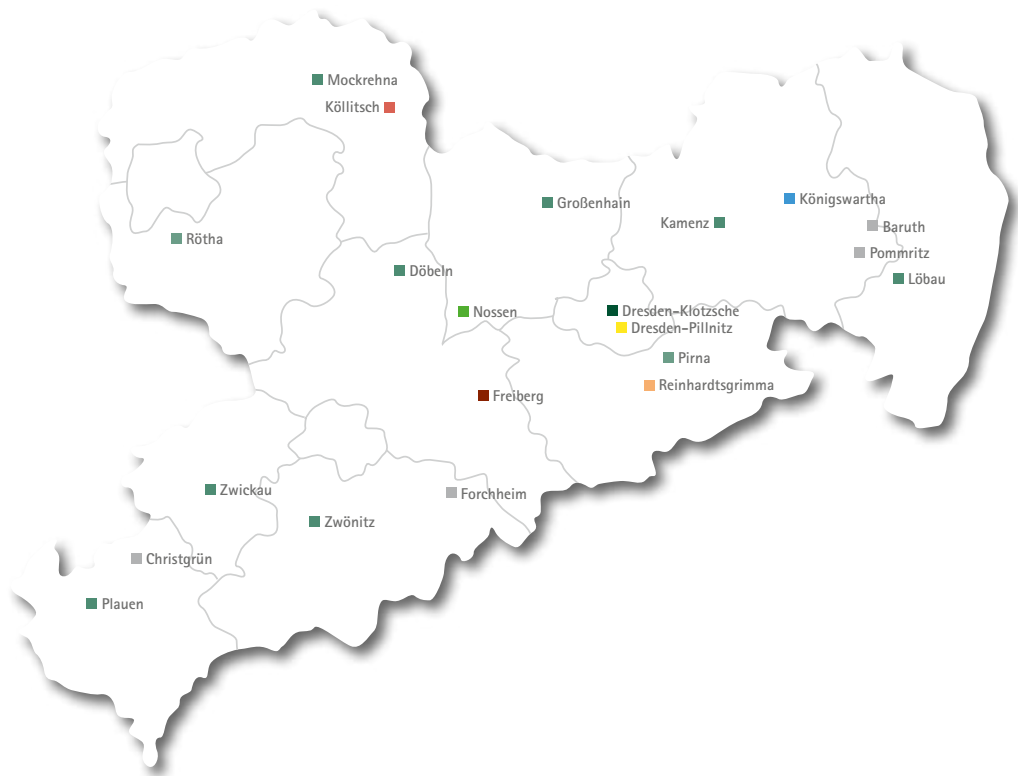 Mockrehna
Köllitsch
Königswartha
Großenhain
Kamenz
Baruth
Rötha
Pommritz
Döbeln
Löbau
Nossen
Dresden-Klotzsche
Dresden-Pillnitz
Pirna
Reinhardtsgrimma
Freiberg
Zwickau
Forchheim
Zwönitz
Christgrün
Plauen